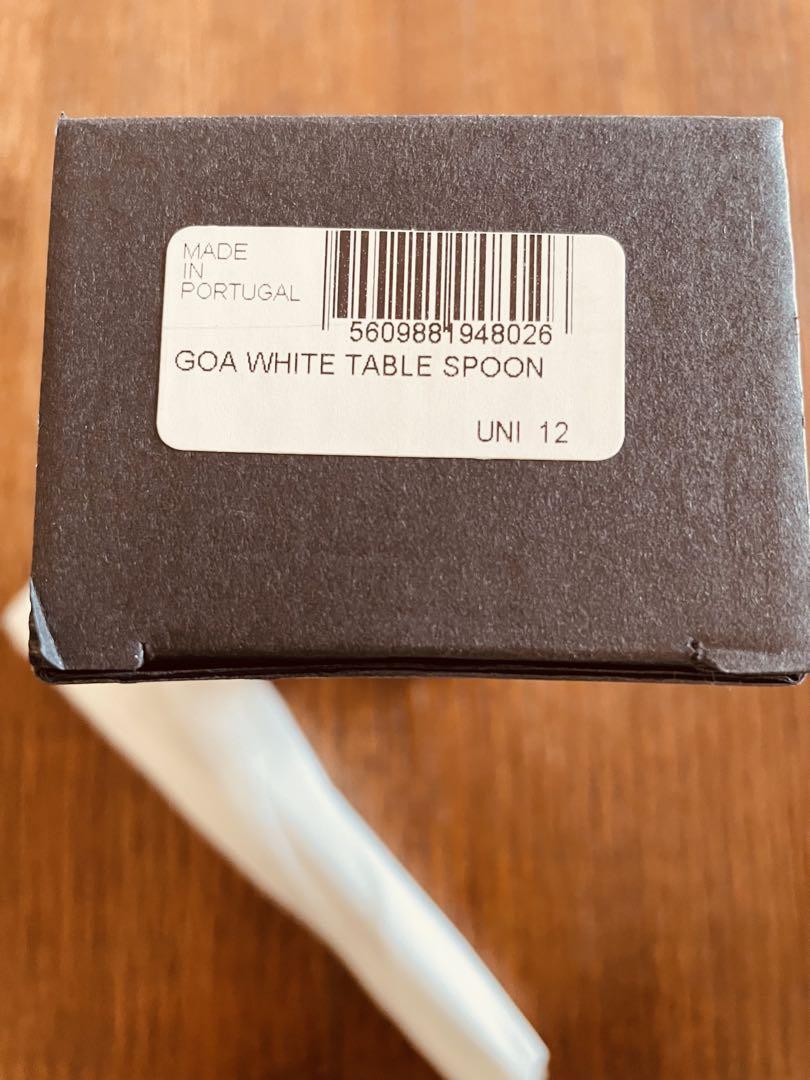 MADE
IN
PORTUGAL
5609881948026
GOA WHITE TABLE SPOON
UNI 12